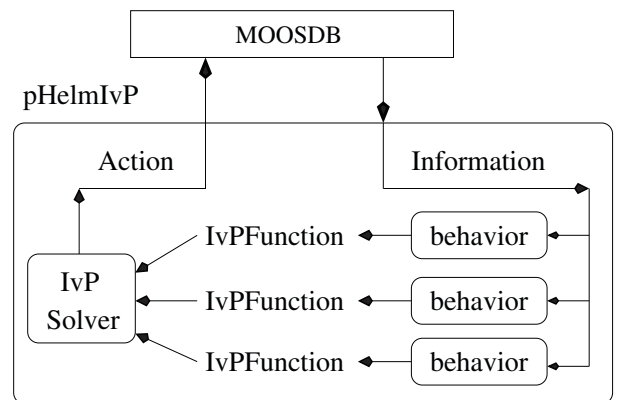 MOOSDB
pHelmIvP
Action
Information
IvPFunction
behavior
IvP
Solver
IvPFunction
behavior
IvPFunction
behavior